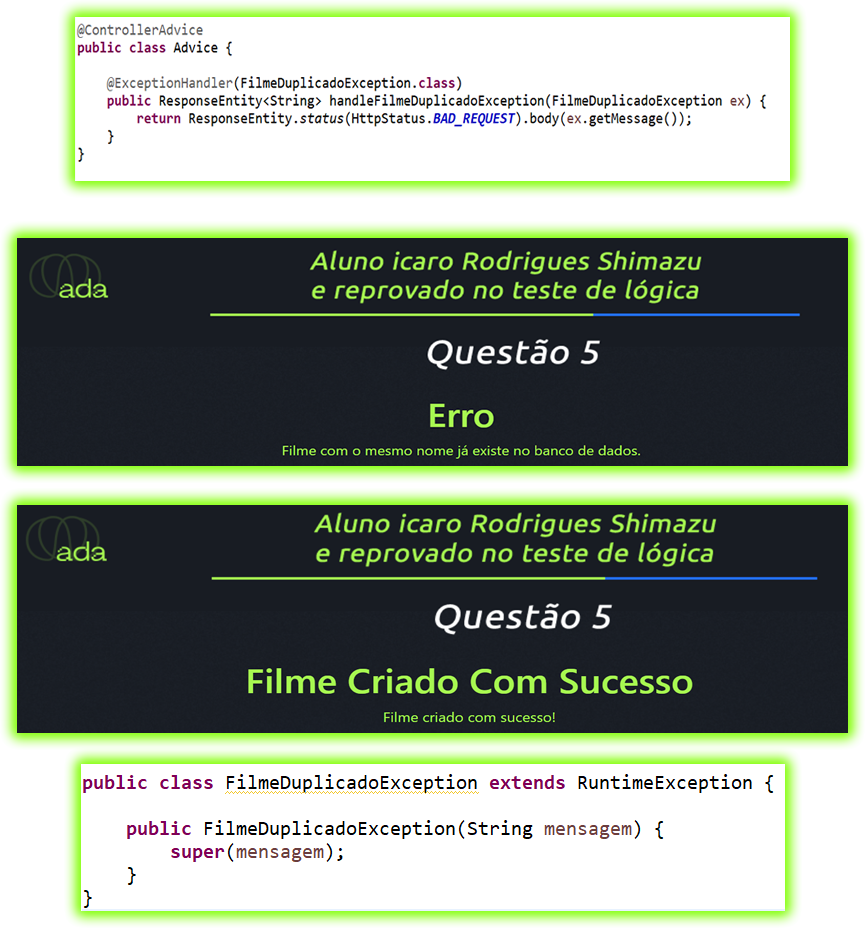 @ControllerAdvice
public class Advice {
@ExceptionHandler(FilmeDuplicadoException.class)
public ResponseEntity<String> handleFilmeDuplicadoException(FilmeDuplicadoException ex) {
return ResponseEntity.status(HttpStatus.BAD_REQUEST).body(ex.getMessage());
}
}
ada
Aluno icaro Rodrigues Shimazu
e reprovado no teste de lógica
Questão 5
Erro
Filme com o mesmo nome já existe no banco de dados.
ada
Aluno icaro Rodrigues Shimazu
e reprovado no teste de lógica
Questão 5
Filme Criado Com Sucesso
Filme criado com sucesso!
public class FilmeDuplicadoException extends RuntimeException {
public FilmeDuplicadoException(String mensagem) {
super(mensagem);
}
}